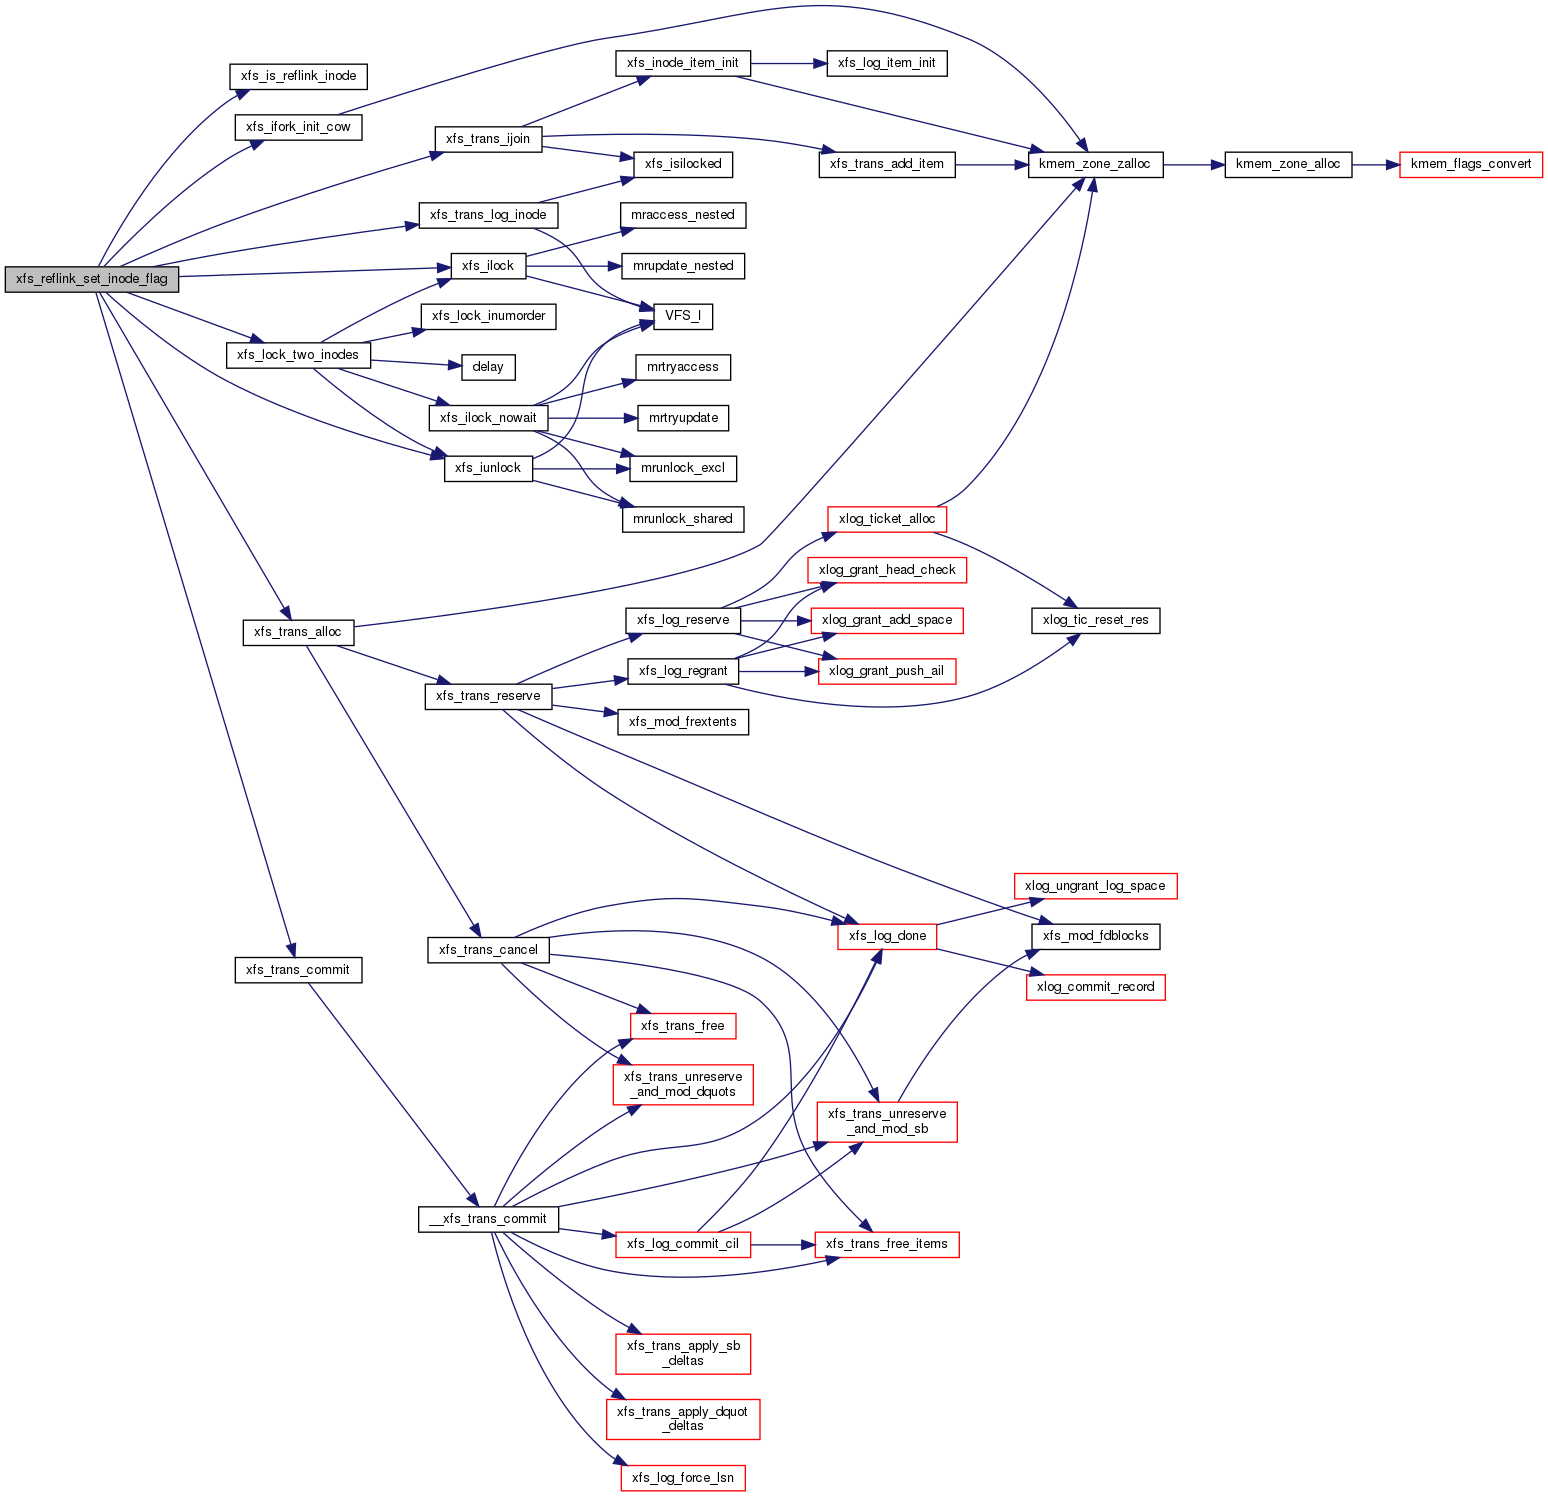 xfs_inode_item_init
xfs_log_item_init
xfs_is_reflink_inode
xfs_ifork_init_cow
xfs_trans_ijoin
xfs_isilocked
xfs_trans_add_item
kmem_zone_zalloc
kmem_zone_alloc
kmem_flags_convert
xfs_trans_log_inode
mraccess_nested
xfs_reflink_set_inode_flag
xfs_ilock
mrupdate_nested
xfs_lock_inumorder
VFS_I
xfs_lock_two_inodes
delay
mrtryaccess
xfs_ilock_nowait
mrtryupdate
xfs_iunlock
mrunlock_excl
mrunlock_shared
xlog_ticket_alloc
xlog_grant_head_check
xfs_trans_alloc
xfs_log_reserve
xlog_grant_add_space
xlog_tic_reset_res
xfs_log_regrant
xlog_grant_push_ail
xfs_trans_reserve
xfs_mod_frextents
xlog_ungrant_log_space
xfs_trans_cancel
xfs_log_done
xfs_mod_fdblocks
xfs_trans_commit
xlog_commit_record
xfs_trans_free
xfs_trans_unreserve
_and_mod_dquots
xfs_trans_unreserve
_and_mod_sb
__xfs_trans_commit
xfs_log_commit_cil
xfs_trans_free_items
xfs_trans_apply_sb
_deltas
xfs_trans_apply_dquot
_deltas
xfs_log_force_lsn